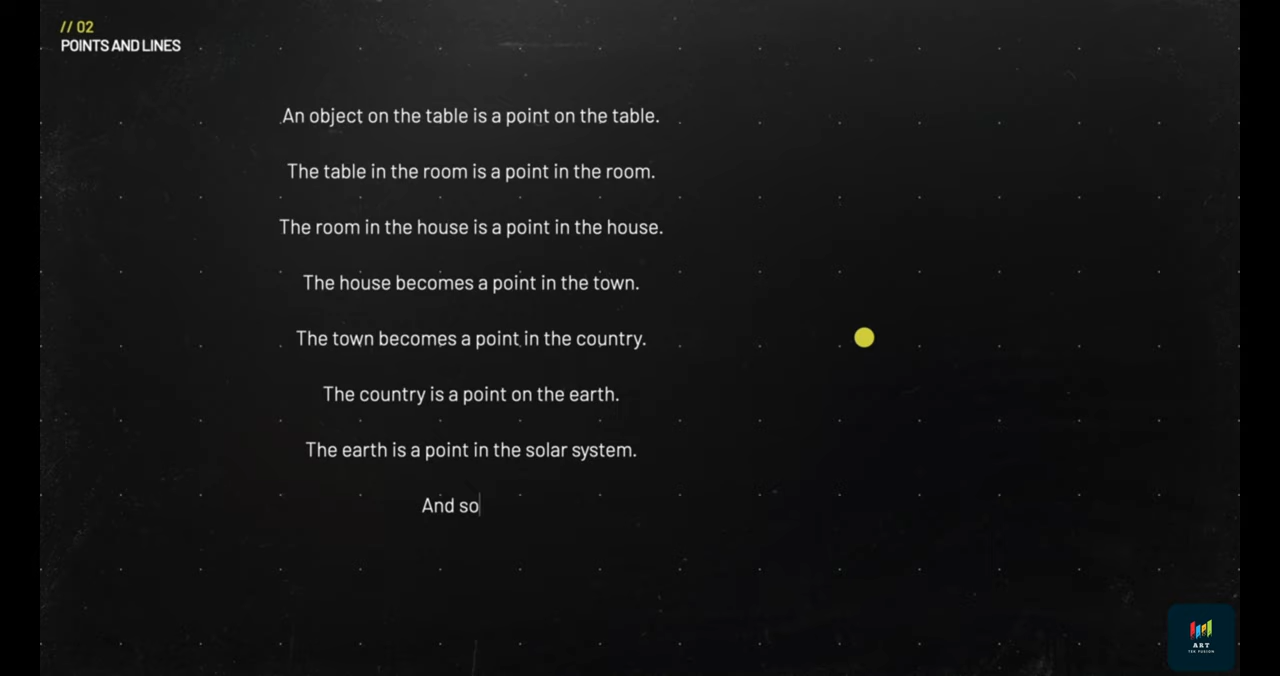 // 02
POINTS AND LINES
An object on the table is a point on the table.
The table in the room is a point in the room.
The room in the house is a point in the house.
The house becomes a point in the town.
The town becomes a point in the country.
The country is a point on the earth.
The earth is a point in the solar system.
And so
ART
TEK FUSION